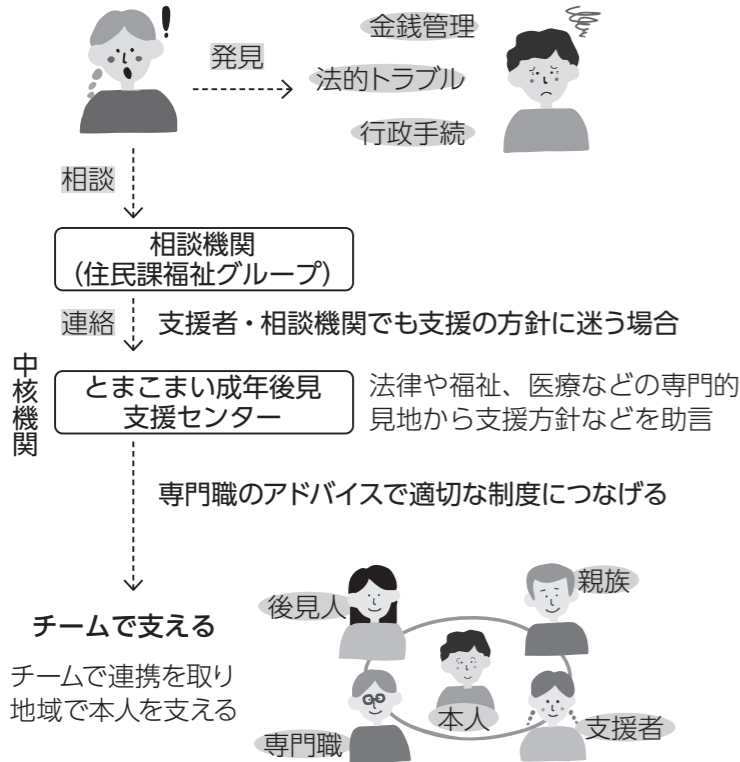 発見
金銭管理
法的トラブル
行政手続
相談
相談機関
（住民課福祉グループ）
連絡
支援者・相談機関でも支援の方針に迷う場合
中核機関
とまこまい成年後見
支援センター
法律や福祉、医療などの専門的
見地から支援方針などを助言
専門職のアドバイスで適切な制度につなげる
チームで支える
チームで連携を取り
地域で本人を支える
後見人
親族
本人
専門職
支援者